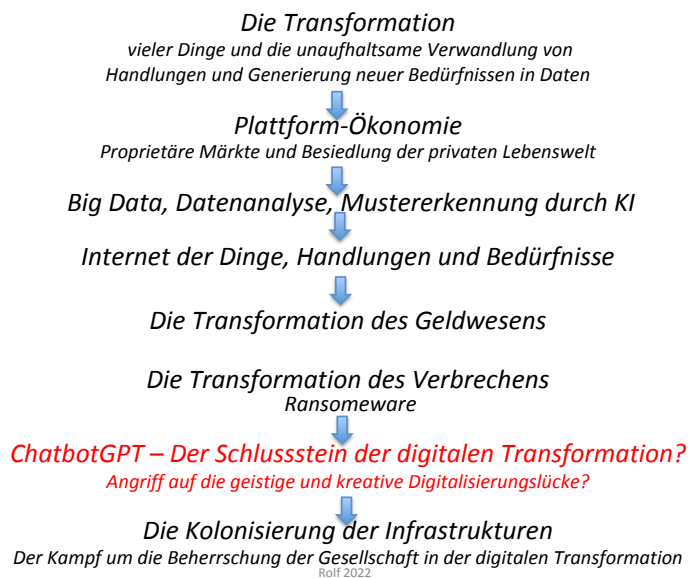 Die Transformation
vieler Dinge und die unaufhaltsame Verwandlung von
Handlungen und Generierung neuer Bedürfnissen in Daten
Plattform-Ökonomie
Proprietäre Märkte und Besiedlung der privaten Lebenswelt
Big Data, Datenanalyse, Mustererkennung durch KI
Internet der Dinge, Handlungen und Bedürfnisse
Die Transformation des Geldwesens
Die Transformation des Verbrechens
Ransomeware
ChatbotGPT – Der Schlussstein der digitalen Transformation?
Angriff auf die geistige und kreative Digitalisierungslücke?
Die Kolonisierung der Infrastrukturen
Der Kampf um die Beherrschung der Gesellschaft in der digitalen Transformation
Rolf 2022